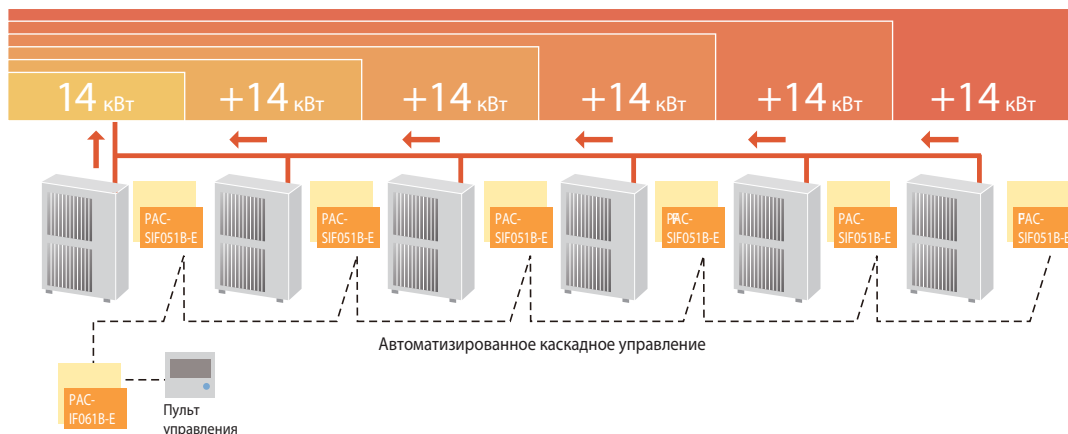 14 кВт
+14 кВт
+14 кВт
+14 кВт
+14 кВт
+14 кВт
PAC-
SIF051B-E
PAC-
SIF051B-E
PAC-
SIF051B-E
PAC-
SIF051B-E
PAC-
SIF051B-E
PAC-
SIF051B-E
Автоматизированное каскадное управление
PAC-
IF061B-E
Пульт
управления